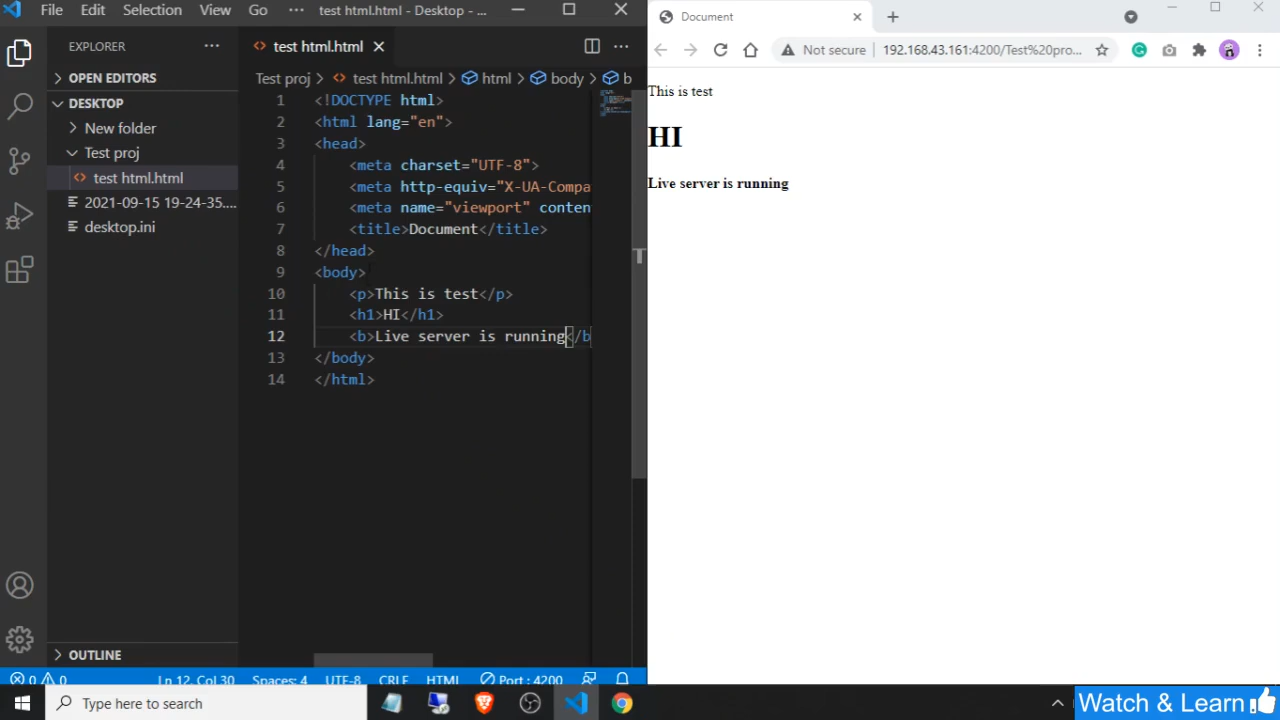 File Edit Selection View Go ··· test html.html - Desktop - ...
EXPLORER ···
OPEN EDITORS
DESKTOP
New folder
Test proj
test html.html
2021-09-15 19-24-35....
desktop.ini
OUTLINE
test html.html ···
Test proj > test html.html > html > body > b
1 <!DOCTYPE html>
2 <html lang="en">
3 <head>
4 <meta charset="UTF-8">
5 <meta http-equiv="X-UA-Compa
6 <meta name="viewport" conten
7 <title>Document</title>
8 </head>
9 <body>
10 <p>This is test</p>
11 <h1>HI</h1>
12 <b>Live server is running</b
13 </body>
14 </html>
0 0 Ln 12, Col 30 Spaces: 4 UTF-8 CRLF HTML Port : 4200
Document
Not secure 192.168.43.161:4200/Test%20pro...
This is test
HI
Live server is running
Type here to search
Watch & Learn